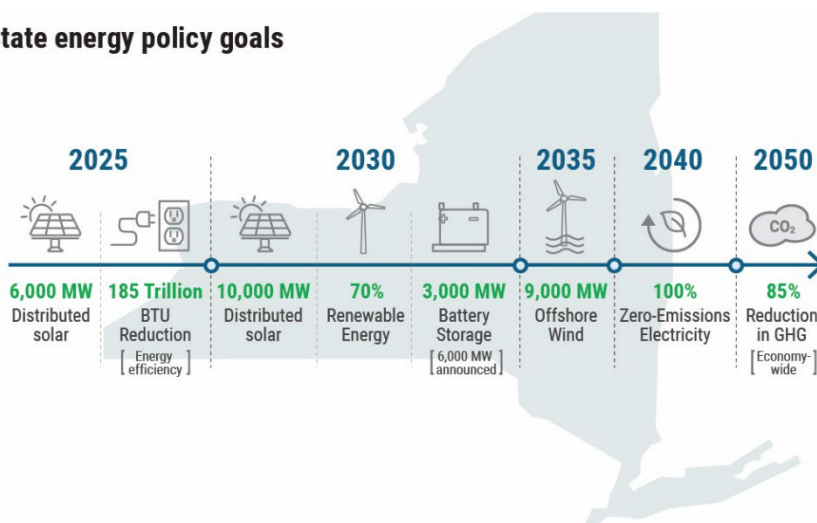 tate energy policy goals
2025
2030
2035
2040
2050
CO₂
6,000 MW
Distributed
solar
185 Trillion
BTU
Reduction
[Energy
efficiency]
10,000 MW
Distributed
solar
70%
Renewable
Energy
3,000 MW
Battery
Storage
[6,000 MW
announced]
9,000 MW
Offshore
Wind
100%
Zero-Emissions
Electricity
85%
Reduction
in GHG
[Economy-
wide]